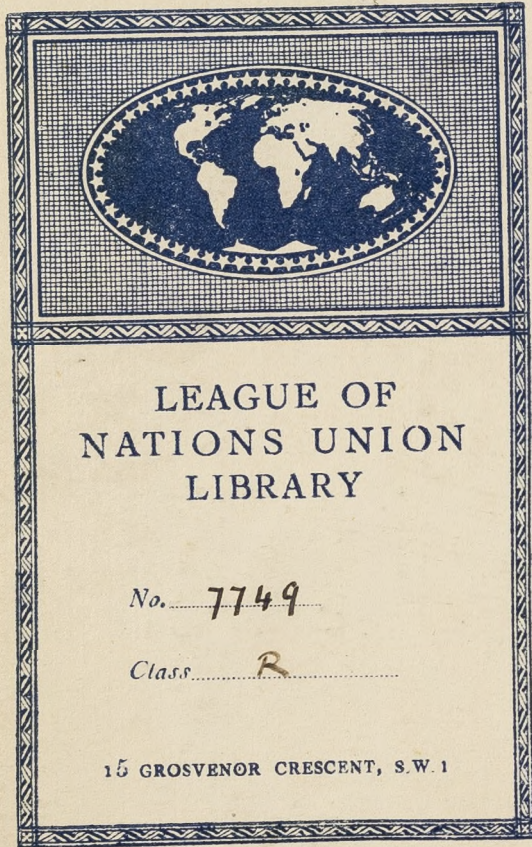 LEAGUE OF
NATIONS UNION
LIBRARY
No. 7749
Class R
15 GROSVENOR CRESCENT, S.W.1